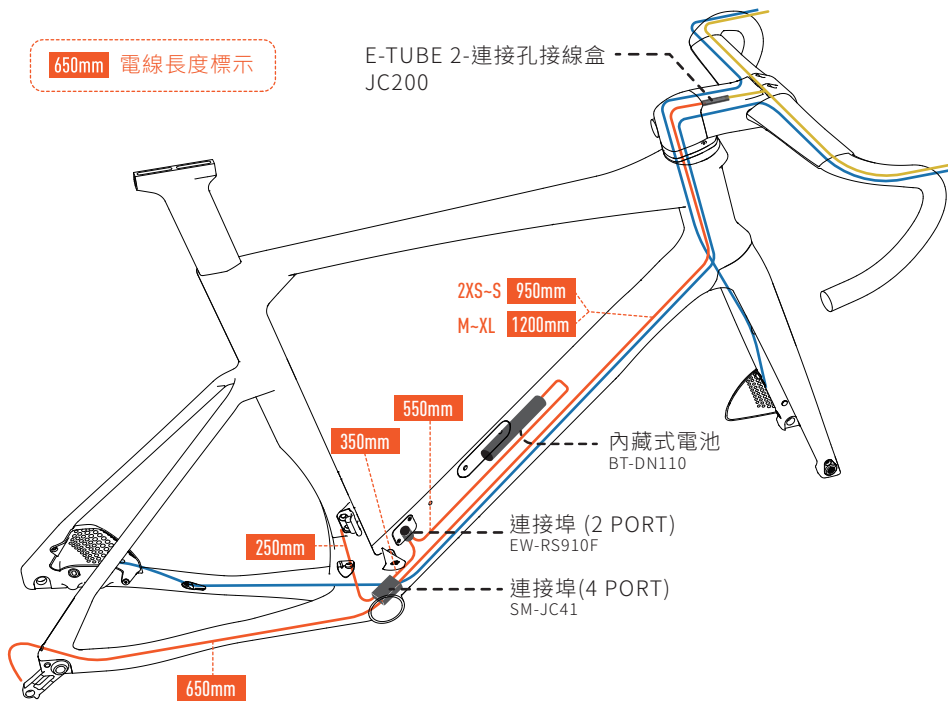 650mm 電線長度標示
E-TUBE 2-連接孔接線盒
JC200
2XS~S 950mm
M~XL 1200mm
550mm
350mm
內藏式電池
BT-DN110
連接埠 (2 PORT)
EW-RS910F
250mm
連接埠(4 PORT)
SM-JC41
650mm